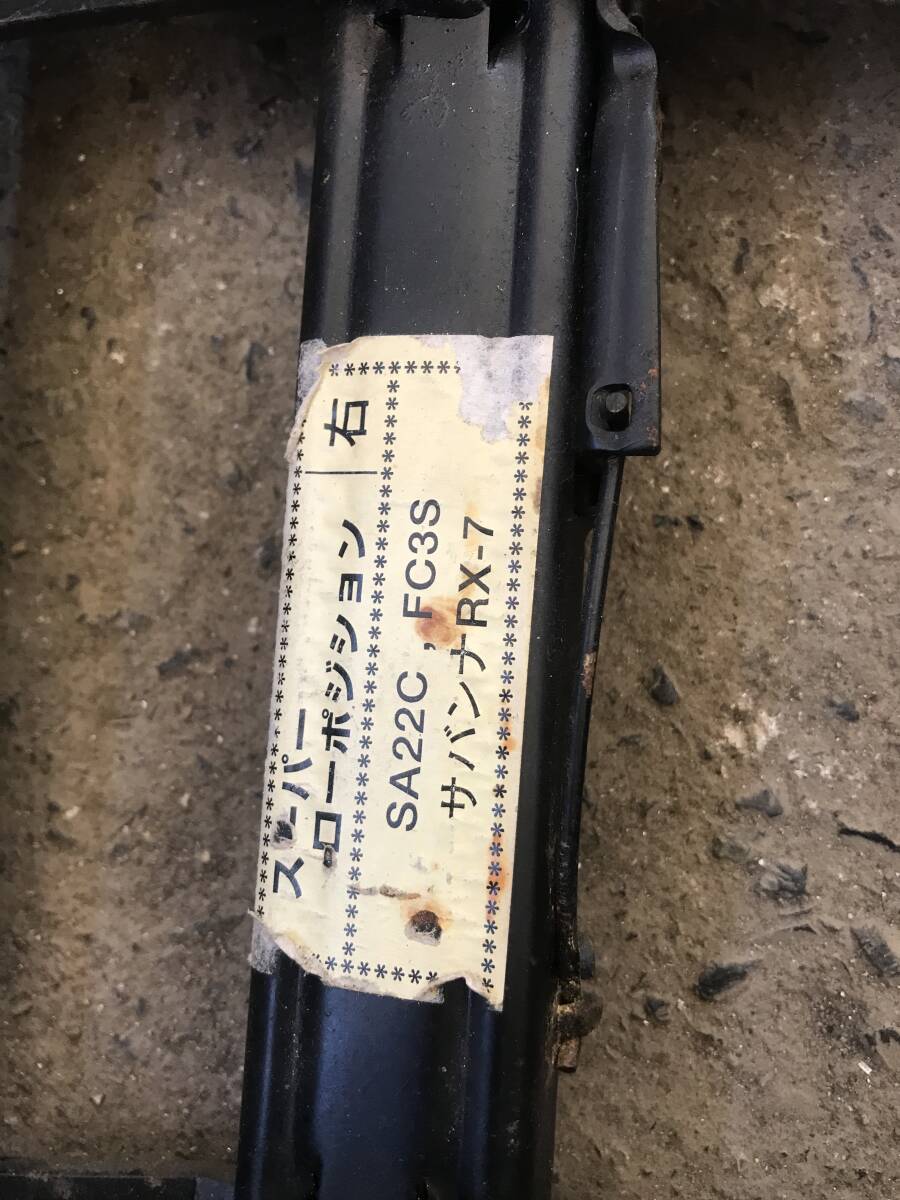 スーパー
ローポジション 右
SA22C , FC3S
サバンナRX-7